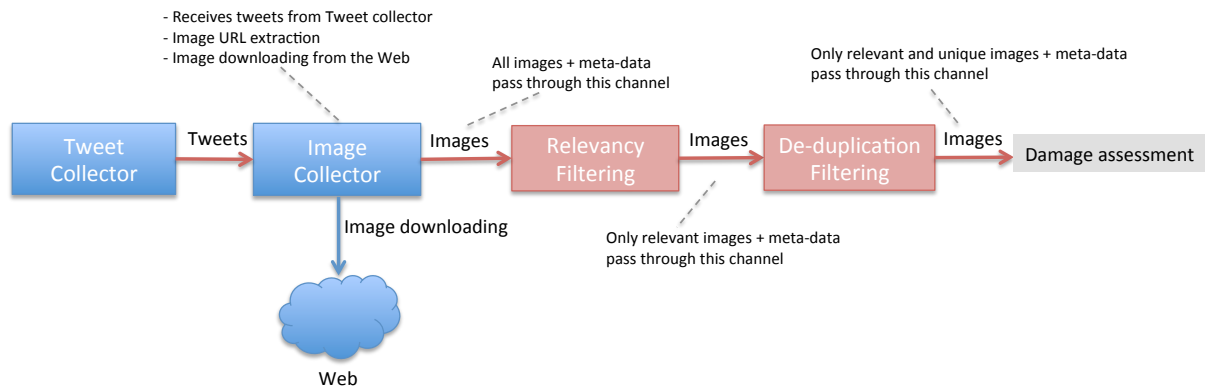 - Receives tweets from Tweet collector
- Image URL extraction
- Image downloading from the Web
All images + meta-data
pass through this channel
Only relevant and unique images + meta-data
pass through this channel
Tweet
Collector
Tweets
Image
Collector
Images
Relevancy
Filtering
Images
De-duplication
Filtering
Images
Damage assessment
Image downloading
Only relevant images + meta-data
pass through this channel
Web